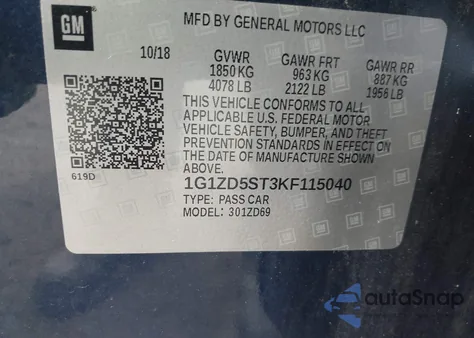 GM
MFD BY GENERAL MOTORS LLC
10/18 GVWR GAWR FRT GAWR RR
1850 KG 963 KG 887 KG
4078 LB 2122 LB 1956 LB
THIS VEHICLE CONFORMS TO ALL
APPLICABLE U.S. FEDERAL MOTOR
VEHICLE SAFETY, BUMPER, AND THEFT
PREVENTION STANDARDS IN EFFECT
ON THE DATE OF MANUFACTURE SHOWN
ABOVE.
619D
1G1ZD5ST3KF115040
TYPE: PASS CAR
MODEL: 301ZD69
autoSnap